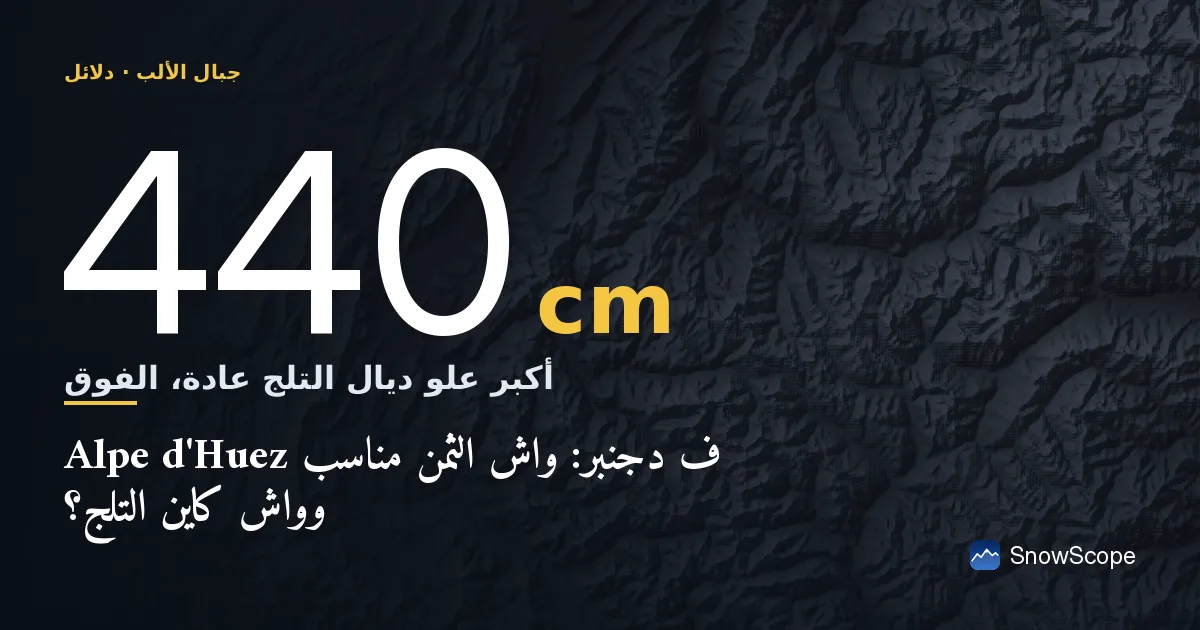 جبال الألب · دلائل
440 cm
أكبر علو ديال التلج عادة، الفوق
Alpe d'Huez ف دجنبر: واش الثمن مناسب
وواش كاين التلج؟
SnowScope